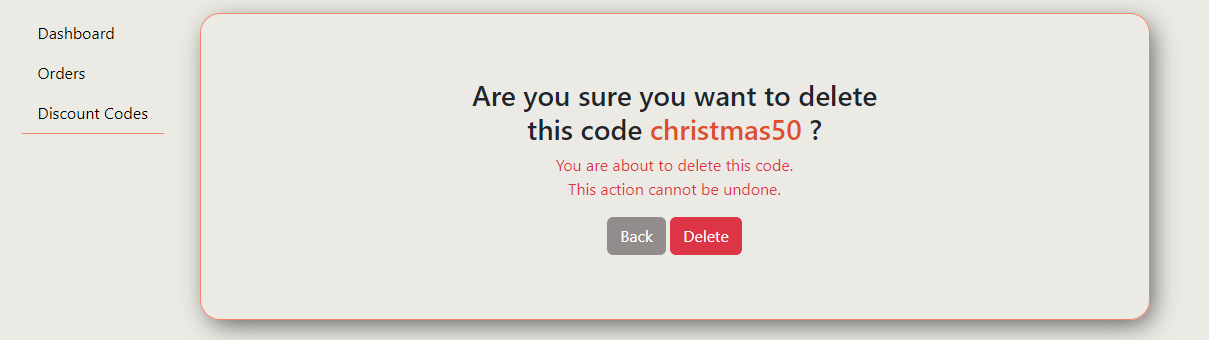 Dashboard
Orders
Discount Codes
Are you sure you want to delete
this code christmas50 ?
You are about to delete this code.
This action cannot be undone.
Back
Delete